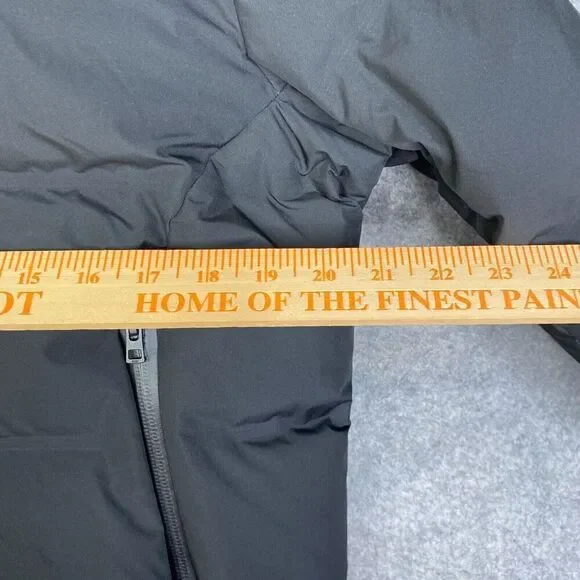 15 16 17 18 19 20 21 22 23 24
OT HOME OF THE FINEST PAIN